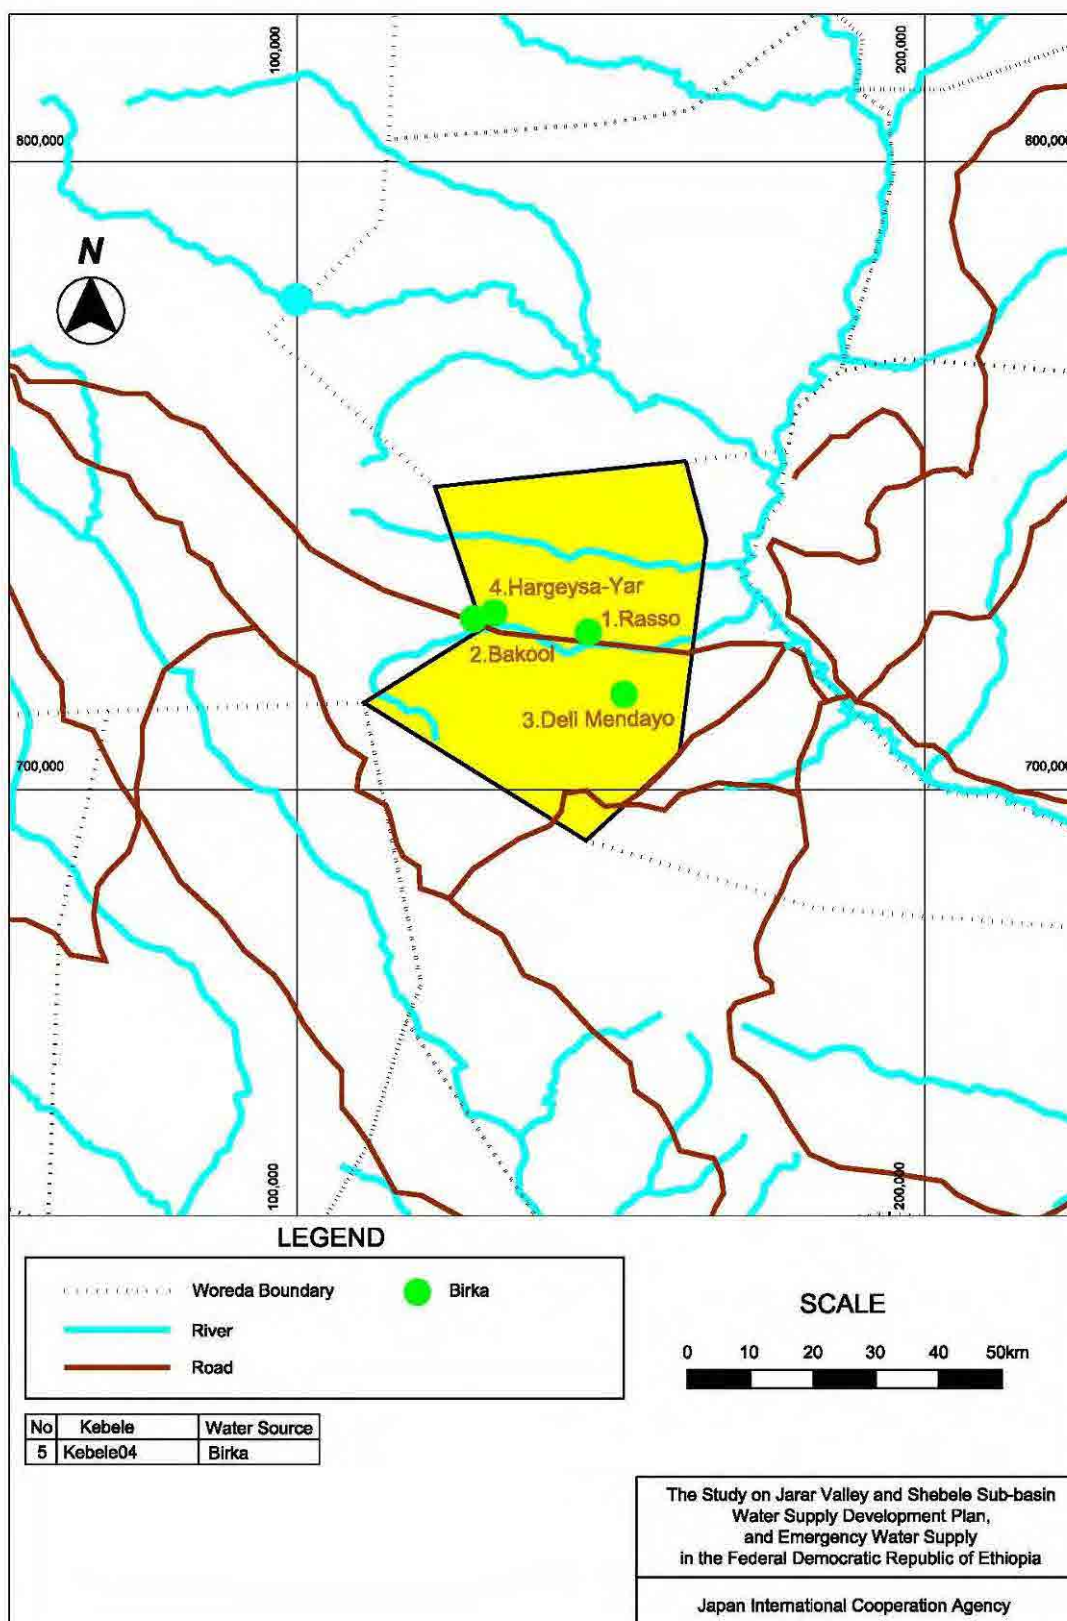 100,000
200,000
800,000
800,000
N
4.Hargeysa-Yar
1.Rasso
2.Bakool
3.Deli Mendayo
700,000
700,000
100,000
200,000
LEGEND
Woreda Boundary
Birka
River
Road
SCALE
0 10 20 30 40 50km
No Kebele Water Source
5 Kebele04 Birka
The Study on Jarar Valley and Shebele Sub-basin
Water Supply Development Plan,
and Emergency Water Supply
in the Federal Democratic Republic of Ethiopia
Japan International Cooperation Agency